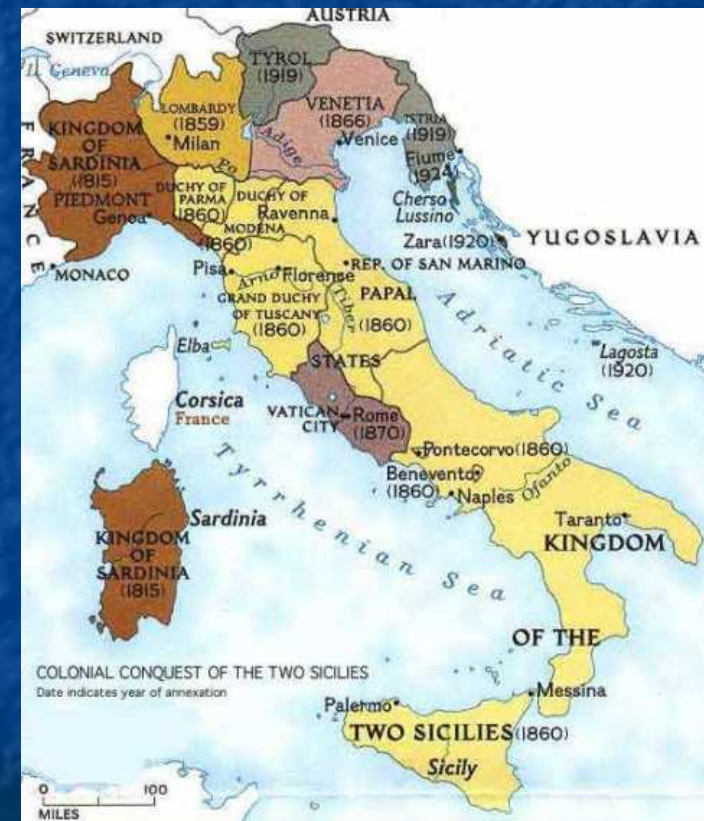 AUSTRIA
SWITZERLAND
L. Geneva
TYROL
(1919)
LOMBARDY
(1859)
Milan
VENETIA
(1866)
Venice
Adige
ISTRIA
(1919)
Fiume
1924
Cherso
Lussino
FRANCE
KINGDOM
OF
SARDINIA
(1815)
PIEDMONT
Genoa
Po
DUCHY OF
PARMA
(1860)
DUCHY OF
MODENA
(1860)
Ravenna
Zara(1920)
YUGOSLAVIA
MONACO
Pisa
Arno
Florense
REP. OF SAN MARINO
GRAND DUCHY
OF TUSCANY
(1860)
Tiber
PAPAL
(1860)
STATES
Adriatic Sea
Lagosta
(1920)
Elba
Corsica
France
VATICAN
CITY
Rome
(1870)
Pontecorvo(1860)
Benevento
(1860)
Naples
Ofanto
Tyrrhenian Sea
Sardinia
KINGDOM
OF
SARDINIA
(1815)
Taranto
KINGDOM
OF THE
TWO SICILIES(1860)
Sicily
Messina
Palermo
COLONIAL CONQUEST OF THE TWO SICILIES
Date indicates year of annexation
0 100
MILES